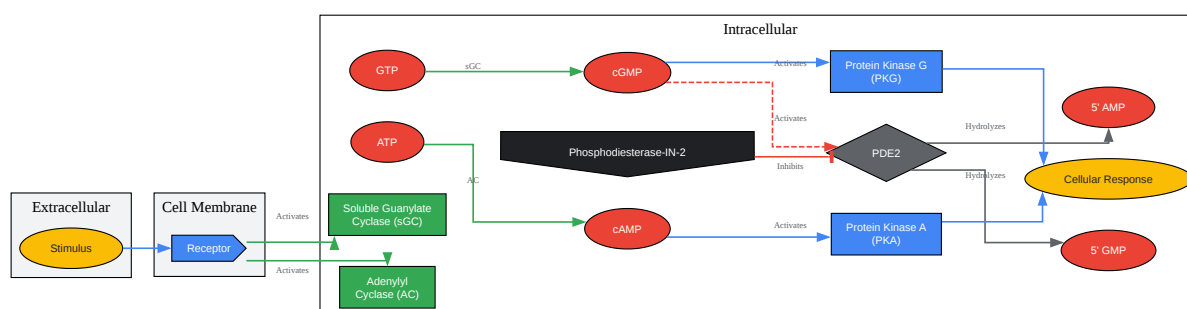 Intracellular
GTP
sGC
cGMP
Activates
Protein Kinase G
(PKG)
5' AMP
ATP
Activates
Hydrolyzes
Phosphodiesterase-IN-2
PDE2
Inhibits
AC
Hydrolyzes
Cellular Response
Extracellular
Stimulus
Cell Membrane
Receptor
Activates
Activates
Soluble Guanylate
Cyclase (sGC)
cAMP
Activates
Protein Kinase A
(PKA)
5' GMP
Adenylyl
Cyclase (AC)